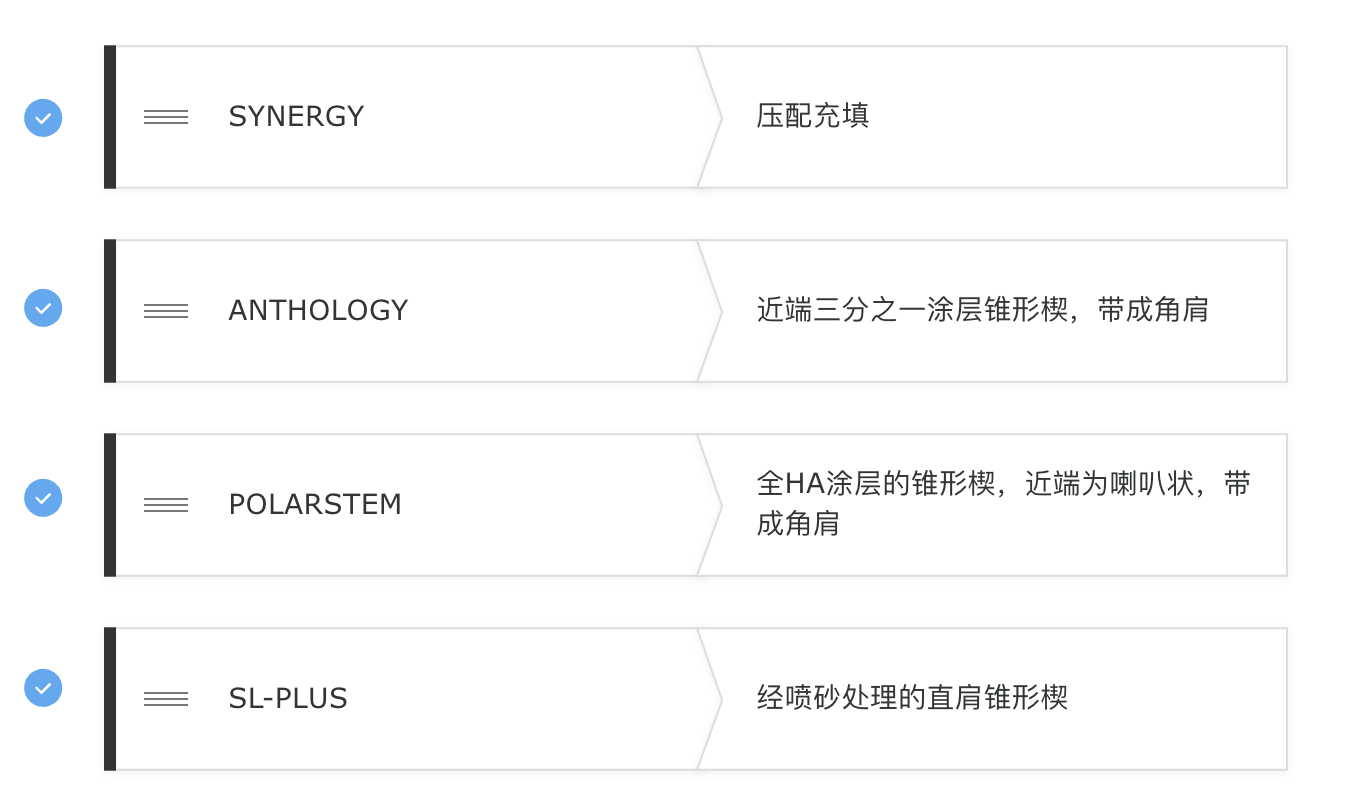 SYNERGY
压配充填
ANTHOLOGY
近端三分之一涂层锥形楔，带成角肩
POLARSTEM
全HA涂层的锥形楔，近端为喇叭状，带
成角肩
SL-PLUS
经喷砂处理的直肩锥形楔